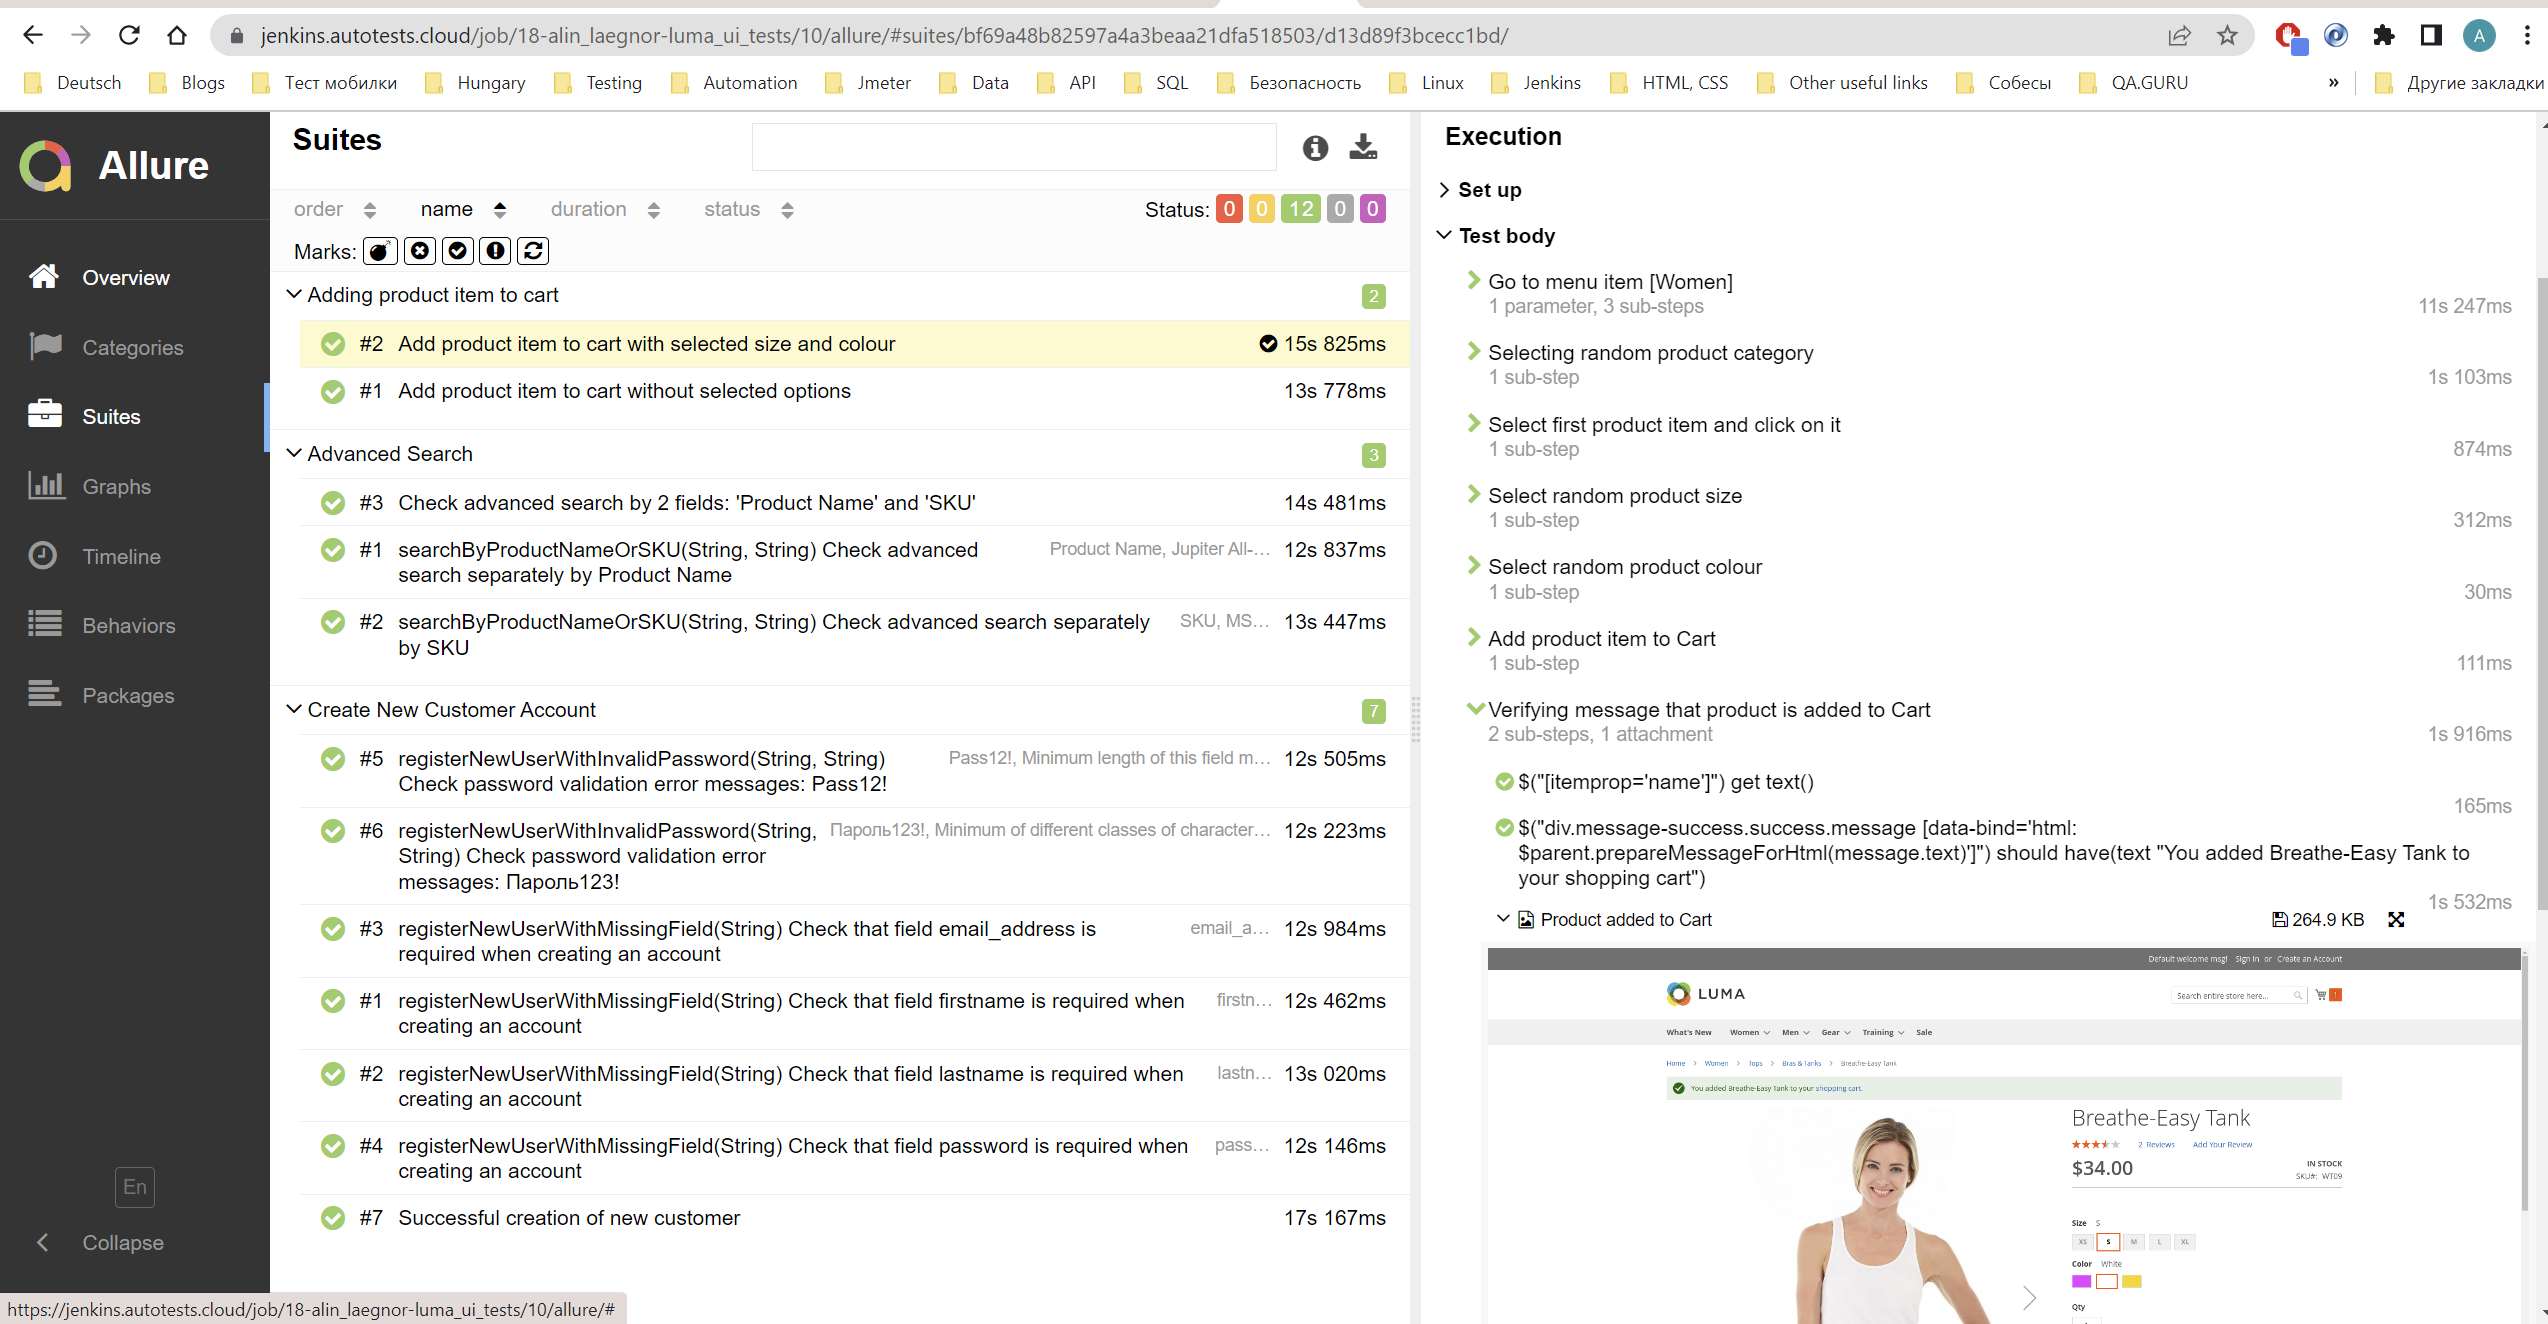 jenkins.autotests.cloud/job/18-alin_laegnor-luma_ui_tests/10/allure/#suites/bf69a48b82597a4a3beaa21dfa518503/d13d89f3bcecc1bd/
A
Deutsch
Blogs
Тест мобилки
Hungary
Testing
Automation
Jmeter
Data
API
SQL
Безопасность
Linux
Jenkins
HTML, CSS
Other useful links
Собесы
QA.GURU
»
Другие закладки
Allure
Overview
Categories
Suites
Graphs
Timeline
Behaviors
Packages
En
Collapse
https://jenkins.autotests.cloud/job/18-alin_laegnor-luma_ui_tests/10/allure/#
Suites
order name duration status
Status: 0 0 12 0 0
Marks:
Adding product item to cart 2
#2 Add product item to cart with selected size and colour 15s 825ms
#1 Add product item to cart without selected options 13s 778ms
Advanced Search 3
#3 Check advanced search by 2 fields: 'Product Name' and 'SKU' 14s 481ms
#1 searchByProductNameOrSKU(String, String) Check advanced Product Name, Jupiter All-... 12s 837ms
search separately by Product Name
#2 searchByProductNameOrSKU(String, String) Check advanced search separately SKU, MS... 13s 447ms
by SKU
Create New Customer Account 7
#5 registerNewUserWithInvalidPassword(String, String) Pass12!, Minimum length of this field m... 12s 505ms
Check password validation error messages: Pass12!
#6 registerNewUserWithInvalidPassword(String, Пароль123!, Minimum of different classes of character... 12s 223ms
String) Check password validation error
messages: Пароль123!
#3 registerNewUserWithMissingField(String) Check that field email_address is email_a... 12s 984ms
required when creating an account
#1 registerNewUserWithMissingField(String) Check that field firstname is required when firstn... 12s 462ms
creating an account
#2 registerNewUserWithMissingField(String) Check that field lastname is required when lastn... 13s 020ms
creating an account
#4 registerNewUserWithMissingField(String) Check that field password is required when pass... 12s 146ms
creating an account
#7 Successful creation of new customer 17s 167ms
Execution
Set up
Test body
Go to menu item [Women]
1 parameter, 3 sub-steps 11s 247ms
Selecting random product category
1 sub-step 1s 103ms
Select first product item and click on it
1 sub-step 874ms
Select random product size
1 sub-step 312ms
Select random product colour
1 sub-step 30ms
Add product item to Cart
1 sub-step 111ms
Verifying message that product is added to Cart
2 sub-steps, 1 attachment 1s 916ms
$("[itemprop='name']") get text()
165ms
$("div.message-success.success.message [data-bind='html:
$parent.prepareMessageForHtml(message.text)']") should have(text "You added Breathe-Easy Tank to
your shopping cart")
1s 532ms
Product added to Cart 264.9 KB
Default welcome msg! Sign In or Create an Account
LUMA
Search entire store here... 1
What's New Women Men Gear Training Sale
Home > Women > Tops > Bras & Tanks > Breathe-Easy Tank
You added Breathe-Easy Tank to your shopping cart.
Breathe-Easy Tank
2 Reviews Add Your Review
$34.00
IN STOCK
SKU#: WT09
Size S
XS S M L XL
Color White
Qty